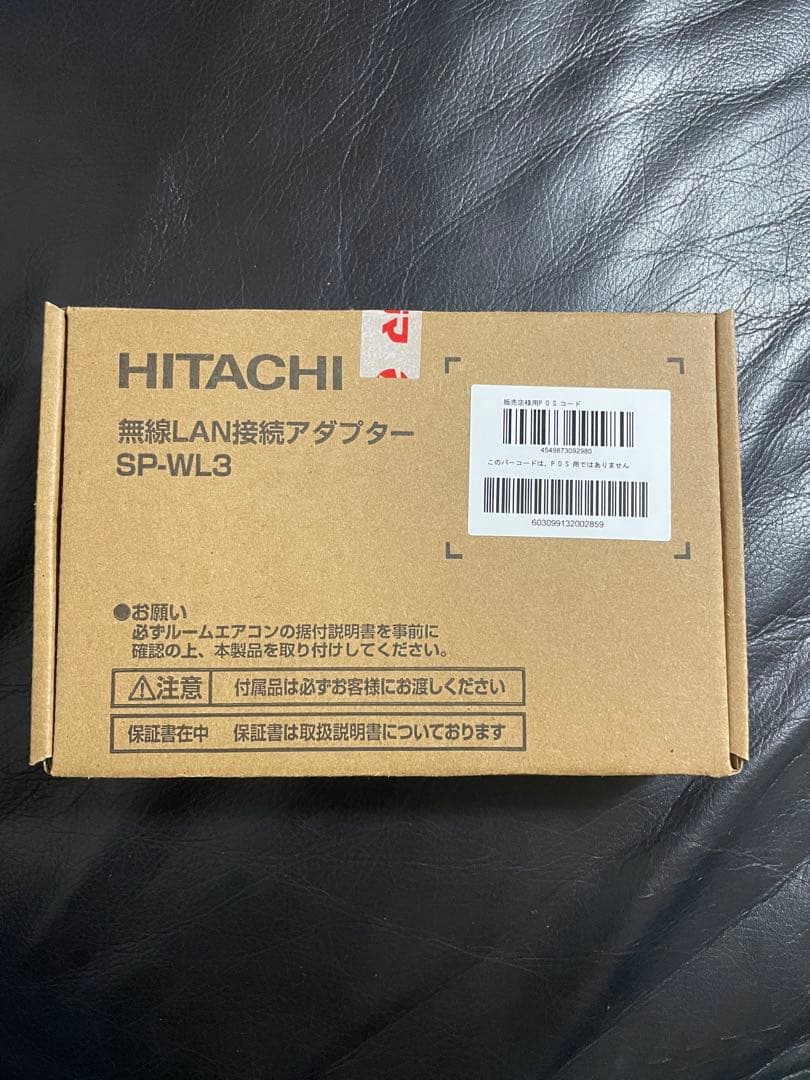 HITACHI
無線LAN接続アダプター
SP-WL3
販売店様用POSコード
4549873092980
このバーコードは、POS用ではありません
603099132002859
●お願い
必ずルームエアコンの据付説明書を事前に
確認の上、本製品を取り付けしてください。
⚠注意 付属品は必ずお客様にお渡しください
保証書在中 保証書は取扱説明書についております